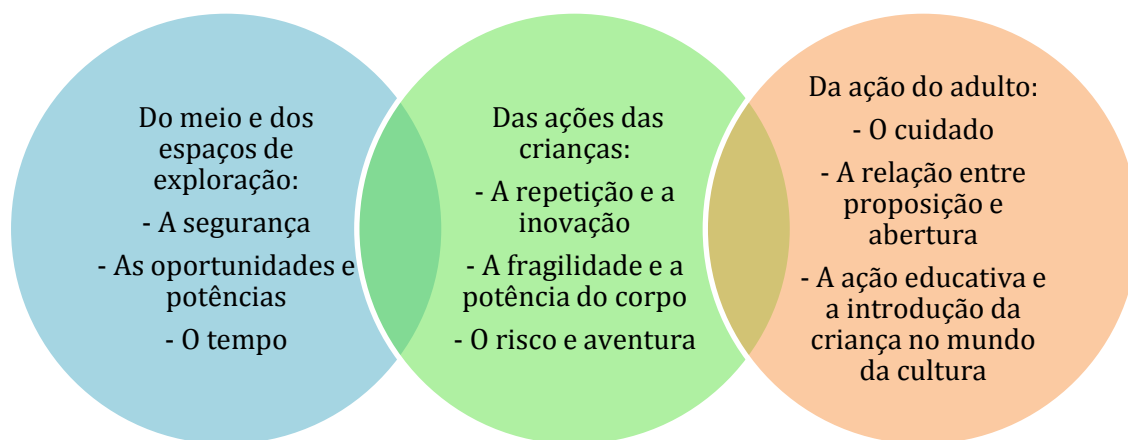 Do meio e dos
espaços de
exploração:
- A segurança
- As oportunidades e
potências
- O tempo
Das ações das
crianças:
- A repetição e a
inovação
- A fragilidade e a
potência do corpo
- O risco e aventura
Da ação do adulto:
- O cuidado
- A relação entre
proposição e
abertura
- A ação educativa e
a introdução da
criança no mundo
da cultura